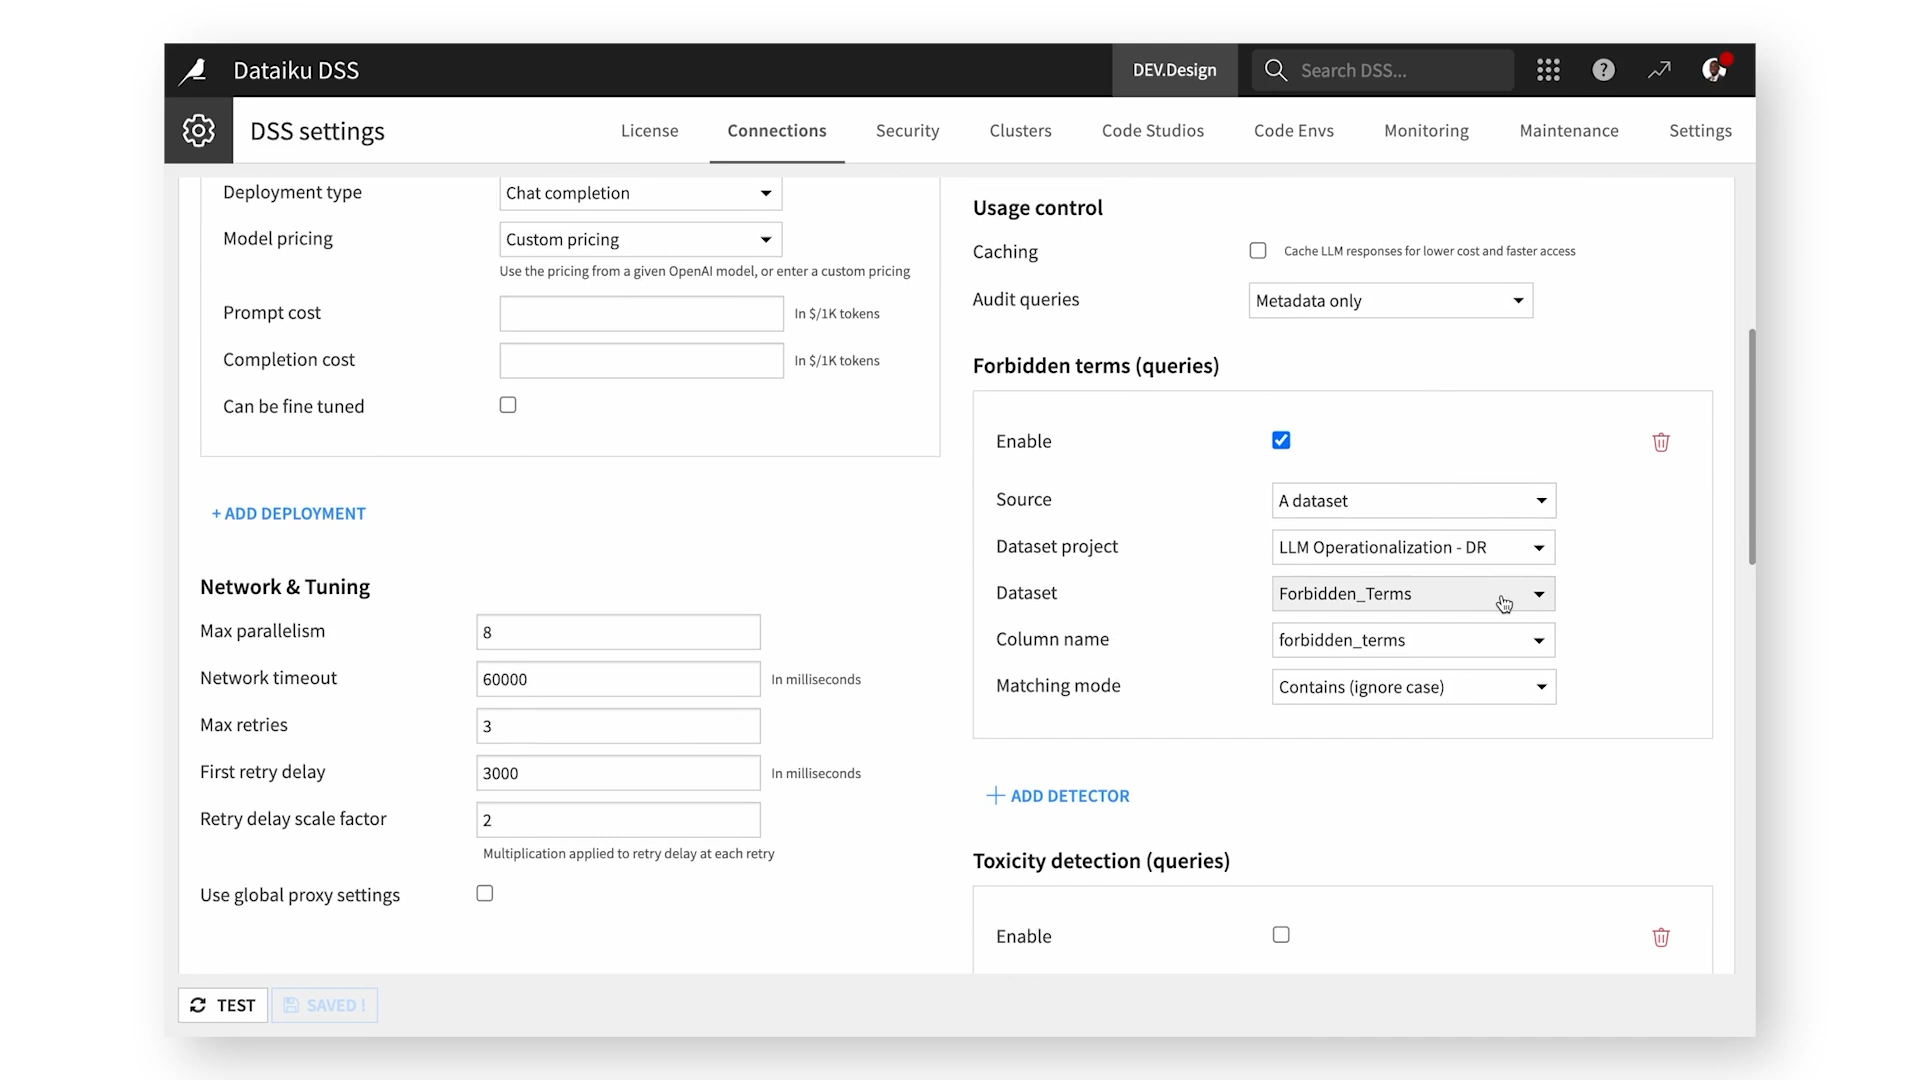 Dataiku DSS
DEV.Design
Search DSS...
DSS settings
License
Connections
Security
Clusters
Code Studios
Code Envs
Monitoring
Maintenance
Settings
Deployment type
Chat completion
Model pricing
Custom pricing
Use the pricing from a given OpenAI model, or enter a custom pricing
Prompt cost
In $/1K tokens
Completion cost
In $/1K tokens
Can be fine tuned
+ ADD DEPLOYMENT
Network & Tuning
Max parallelism
8
Network timeout
60000
In milliseconds
Max retries
3
First retry delay
3000
In milliseconds
Retry delay scale factor
2
Multiplication applied to retry delay at each retry
Use global proxy settings
Usage control
Caching
Cache LLM responses for lower cost and faster access
Audit queries
Metadata only
Forbidden terms (queries)
Enable
Source
A dataset
Dataset project
LLM Operationalization - DR
Dataset
Forbidden_Terms
Column name
forbidden_terms
Matching mode
Contains (ignore case)
+ ADD DETECTOR
Toxicity detection (queries)
Enable
TEST
SAVED !